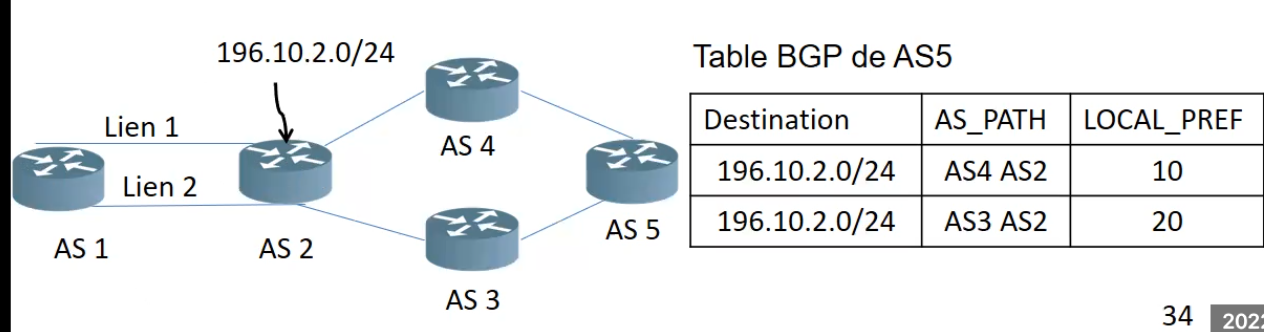 196.10.2.0/24
Lien 1
Lien 2
AS 1
AS 2
AS 4
AS 3
AS 5
Table BGP de AS5
Destination AS_PATH LOCAL_PREF
196.10.2.0/24 AS4 AS2 10
196.10.2.0/24 AS3 AS2 20
34